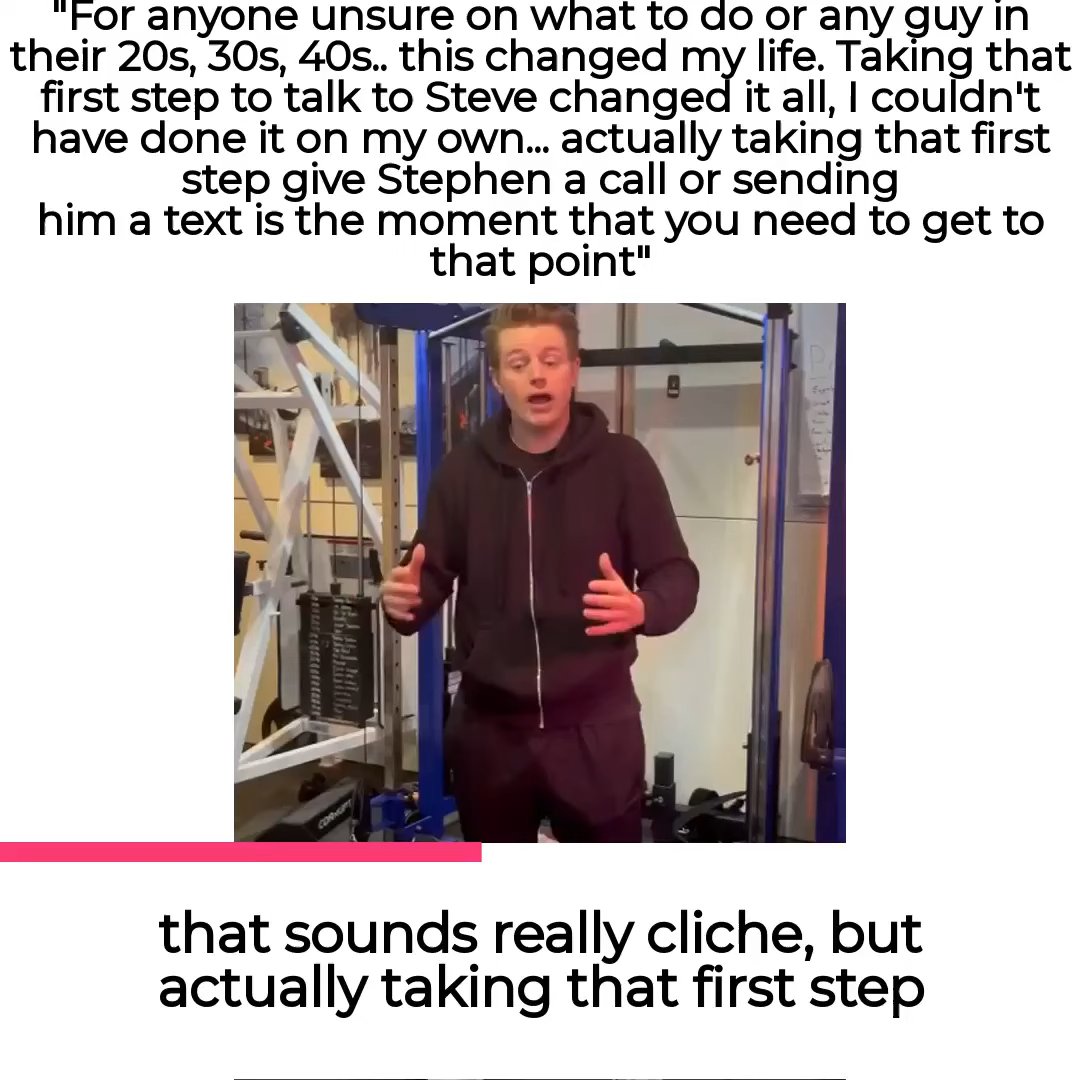 "For anyone unsure on what to do or any guy in
their 20s, 30s, 40s.. this changed my life. Taking that
first step to talk to Steve changed it all, I couldn't
have done it on my own... actually taking that first
step give Stephen a call or sending
him a text is the moment that you need to get to
that point"
that sounds really cliche, but
actually taking that first step